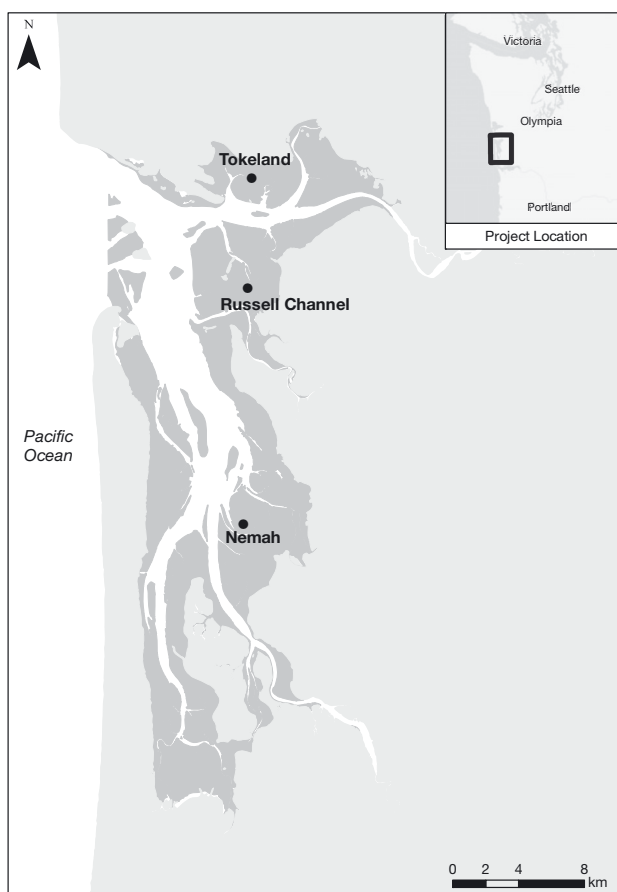 N
Victoria
Seattle
Olympia
Portland
Project Location
Tokeland
Russell Channel
Pacific
Ocean
Nemah
0 2 4 8
km